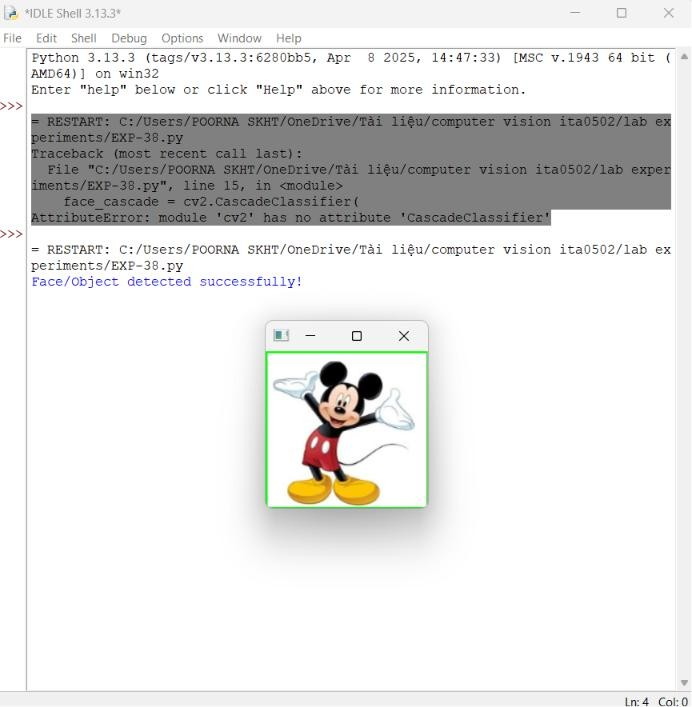 *IDLE Shell 3.13.3*
File Edit Shell Debug Options Window Help
Python 3.13.3 (tags/v3.13.3:6280bb5, Apr  8 2025, 14:47:33) [MSC v.1943 64 bit (
AMD64)] on win32
Enter "help" below or click "Help" above for more information.
>>>
= RESTART: C:/Users/POORNA SKHT/OneDrive/Tài liệu/computer vision ita0502/lab ex
periments/EXP-38.py
Traceback (most recent call last):
  File "C:/Users/POORNA SKHT/OneDrive/Tài liệu/computer vision ita0502/lab exper
iments/EXP-38.py", line 15, in <module>
    face_cascade = cv2.CascadeClassifier(
AttributeError: module 'cv2' has no attribute 'CascadeClassifier'
>>>
= RESTART: C:/Users/POORNA SKHT/OneDrive/Tài liệu/computer vision ita0502/lab ex
periments/EXP-38.py
Face/Object detected successfully!
Ln: 4 Col: 0